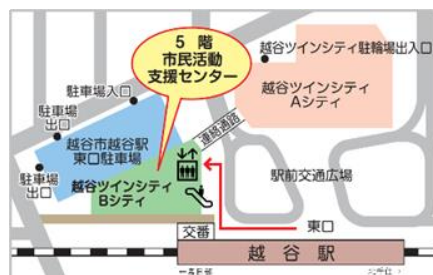 5 階
市民活動
支援センター
越谷ツインシティ駐輪場出入口
越谷ツインシティ
Aシティ
駐車場入口
駐車場
出口
越谷市越谷駅
東口駐車場
連絡通路
駐車場
出口
越谷ツインシティ
Bシティ
駅前交通広場
東口
交番
越 谷 駅